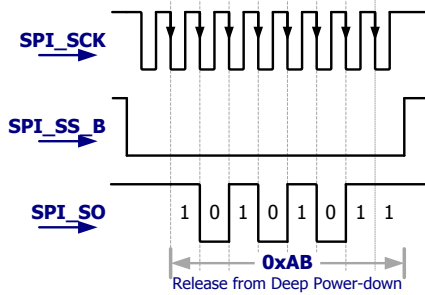 SPI_SCK
SPI_SS_B
SPI_SO
1 0 1 0 1 0 1 1
0xAB
Release from Deep Power-down